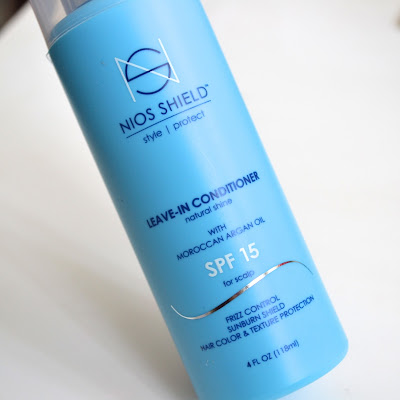 NS
NIOS SHIELD™
style | protect
LEAVE-IN CONDITIONER
natural shine
WITH
MOROCCAN ARGAN OIL
SPF 15
for scalp
FRIZZ CONTROL
SUNBURN SHIELD
HAIR COLOR & TEXTURE PROTECTION
4 FL OZ (118ml)